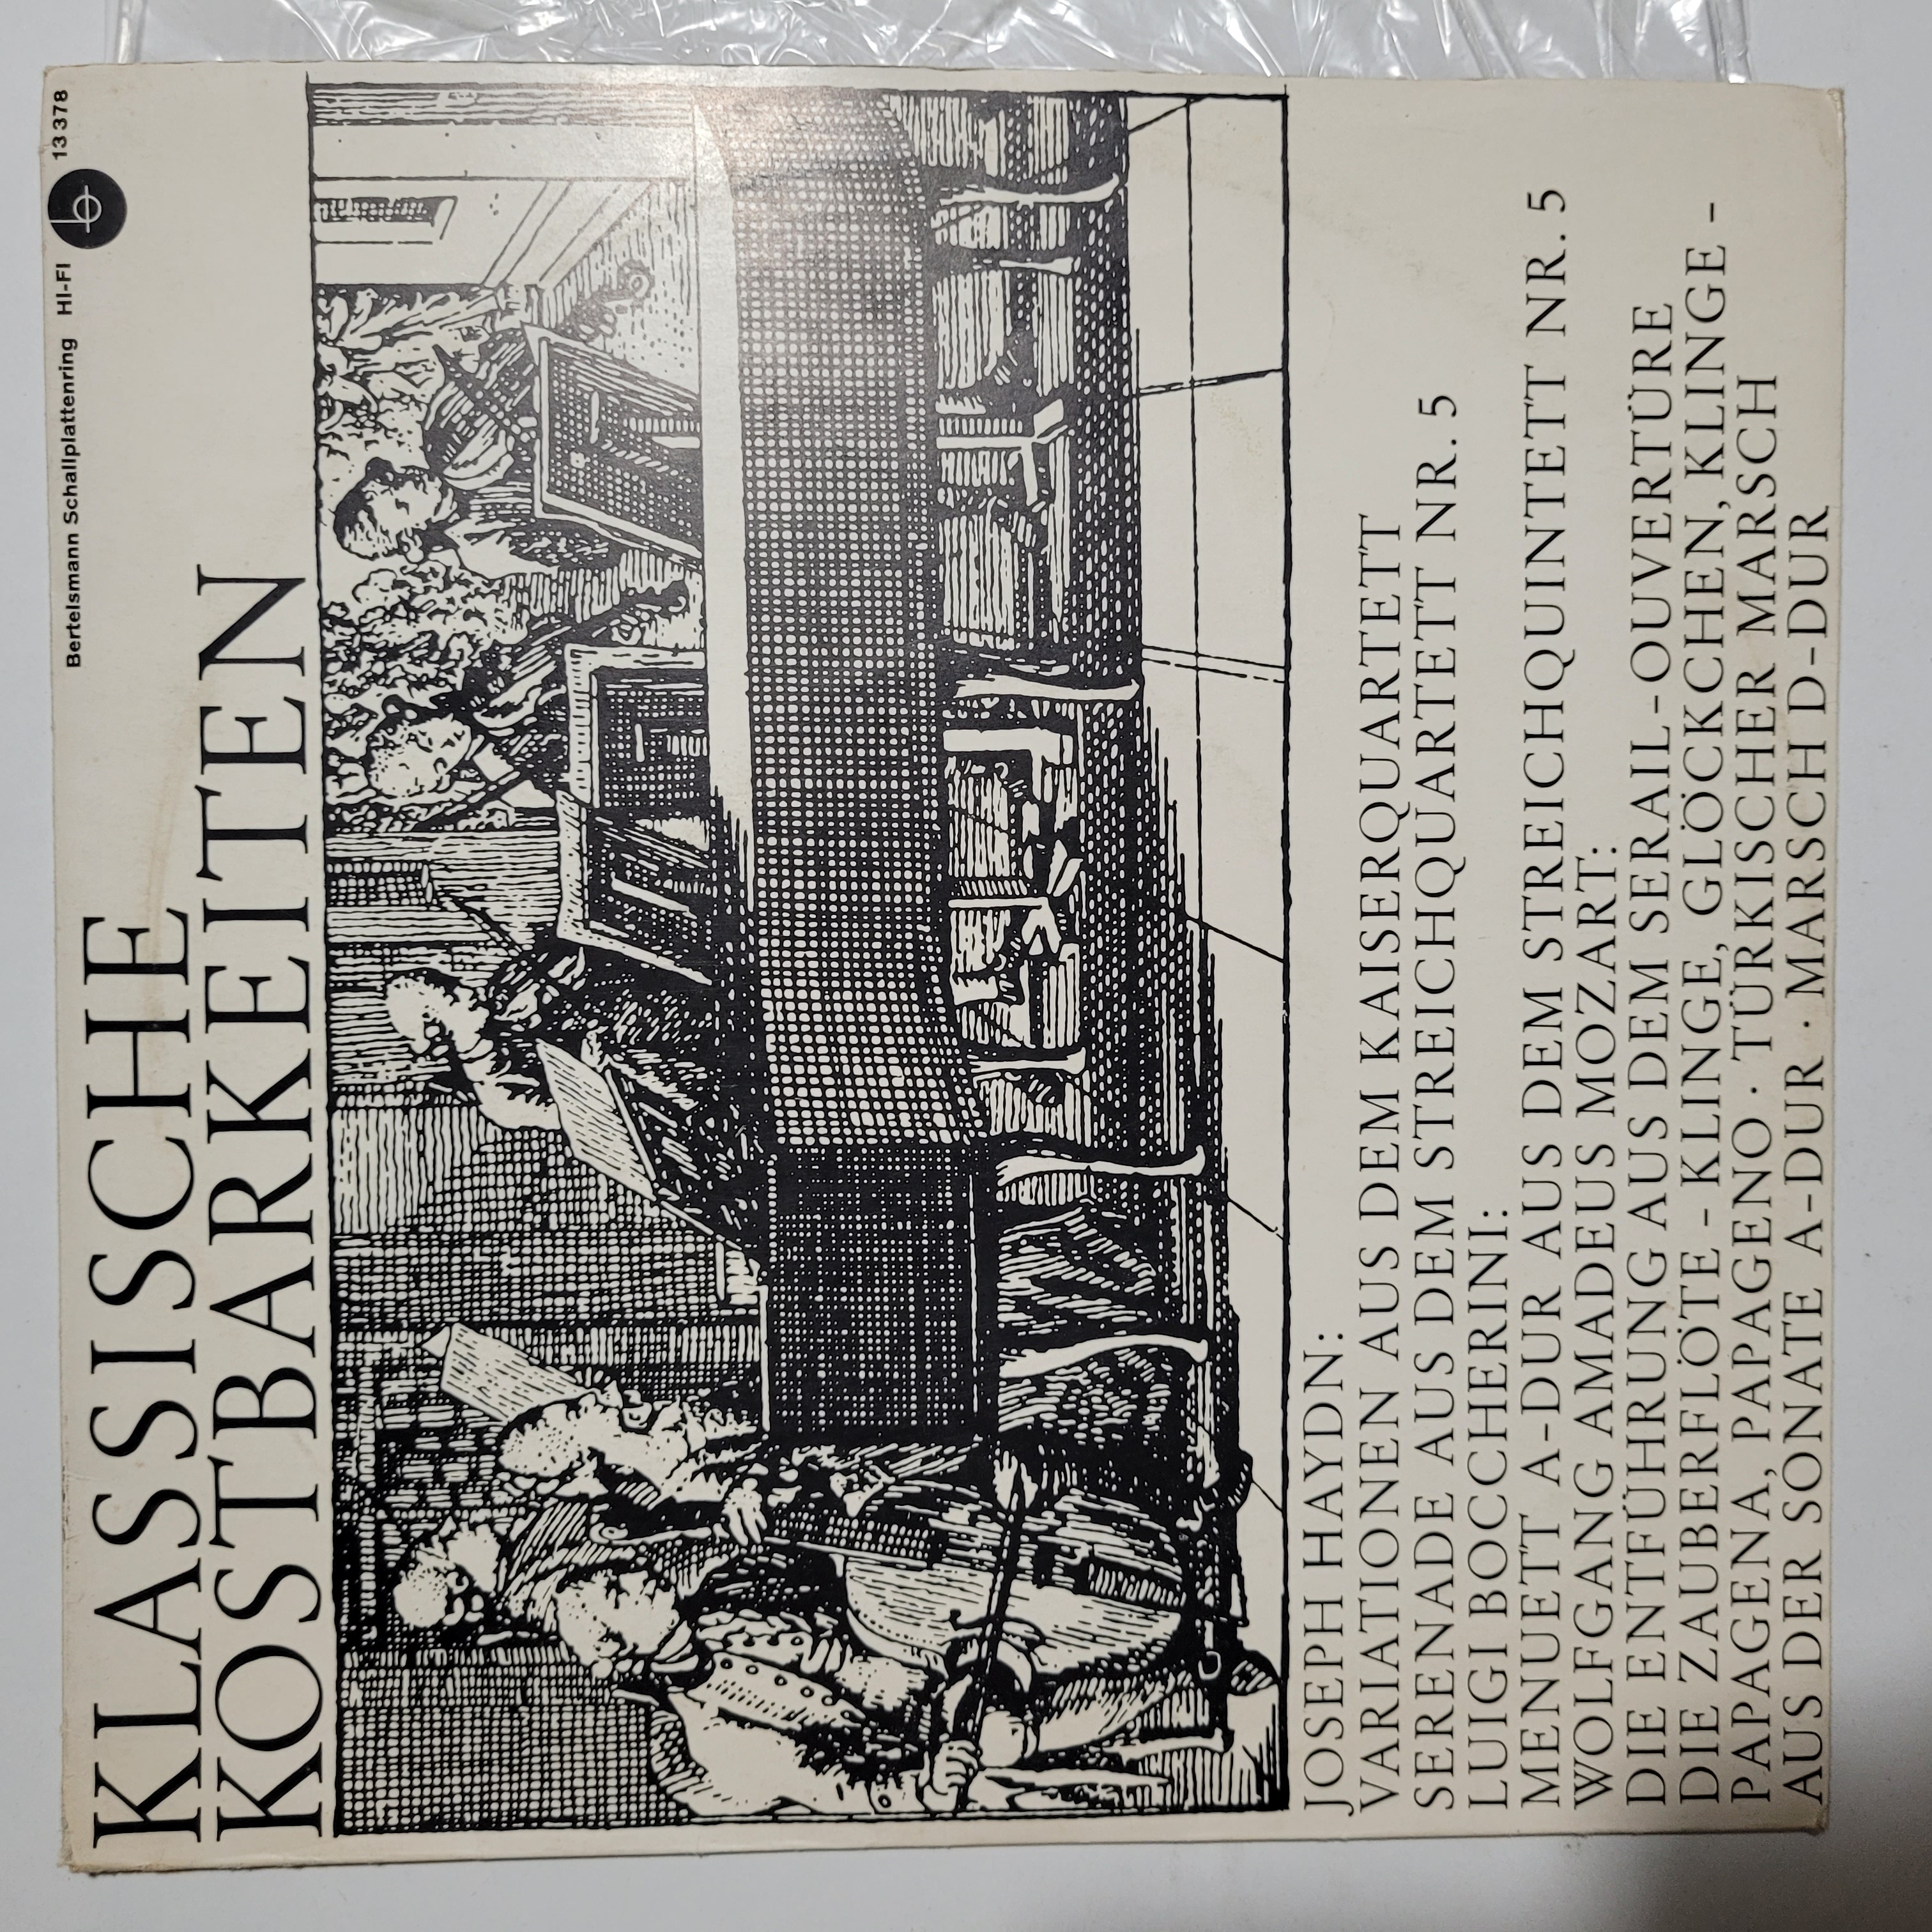 Bertelsmann Schallplattenring HI-FI 13 378
KLASSISCHE
KOSTBARKEITEN
JOSEPH HAYDN:
VARIATIONEN AUS DEM KAISERQUARTETT
SERENADE AUS DEM STREICHQUARTETT NR. 5
LUIGI BOCCHERINI:
MENUETT A-DUR AUS DEM STREICHQUINTETT NR. 5
WOLFGANG AMADEUS MOZART:
DIE ENTFÜHRUNG AUS DEM SERAIL-OUVERTÜRE
DIE ZAUBERFLÖTE - KLINGE, GLÖCKCHEN, KLINGE -
PAPAGENA, PAPAGENO · TÜRKISCHER MARSCH
AUS DER SONATE A-DUR · MARSCH D-DUR